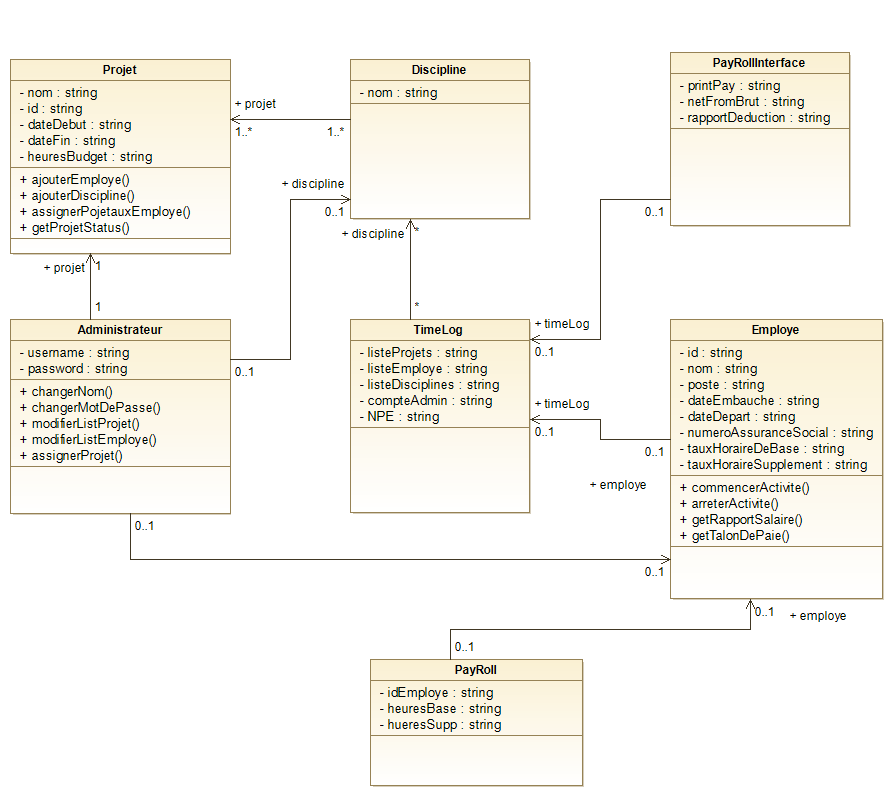 Projet
- nom : string
- id : string
- dateDebut : string
- dateFin : string
- heuresBudget : string
+ ajouterEmploye()
+ ajouterDiscipline()
+ assignerPojetauxEmploye()
+ getProjetStatus()
+ projet
1..*
1..*
Discipline
- nom : string
+ discipline
0..1
+ discipline
*
*
PayRollInterface
- printPay : string
- netFromBrut : string
- rapportDeduction : string
0..1
+ projet
1
1
Administrateur
- username : string
- password : string
+ changerNom()
+ changerMotDePasse()
+ modifierListProjet()
+ modifierListEmploye()
+ assignerProjet()
0..1
0..1
TimeLog
- listeProjets : string
- listeEmploye : string
- listeDisciplines : string
- compteAdmin : string
- NPE : string
+ timeLog
0..1
+ timeLog
0..1
0..1
+ employe
0..1
Employe
- id : string
- nom : string
- poste : string
- dateEmbauche : string
- dateDepart : string
- numeroAssuranceSocial : string
- tauxHoraireDeBase : string
- tauxHoraireSupplement : string
+ commencerActivite()
+ arreterActivite()
+ getRapportSalaire()
+ getTalonDePaie()
0..1
+ employe
0..1
PayRoll
- idEmploye : string
- heuresBase : string
- hueresSupp : string